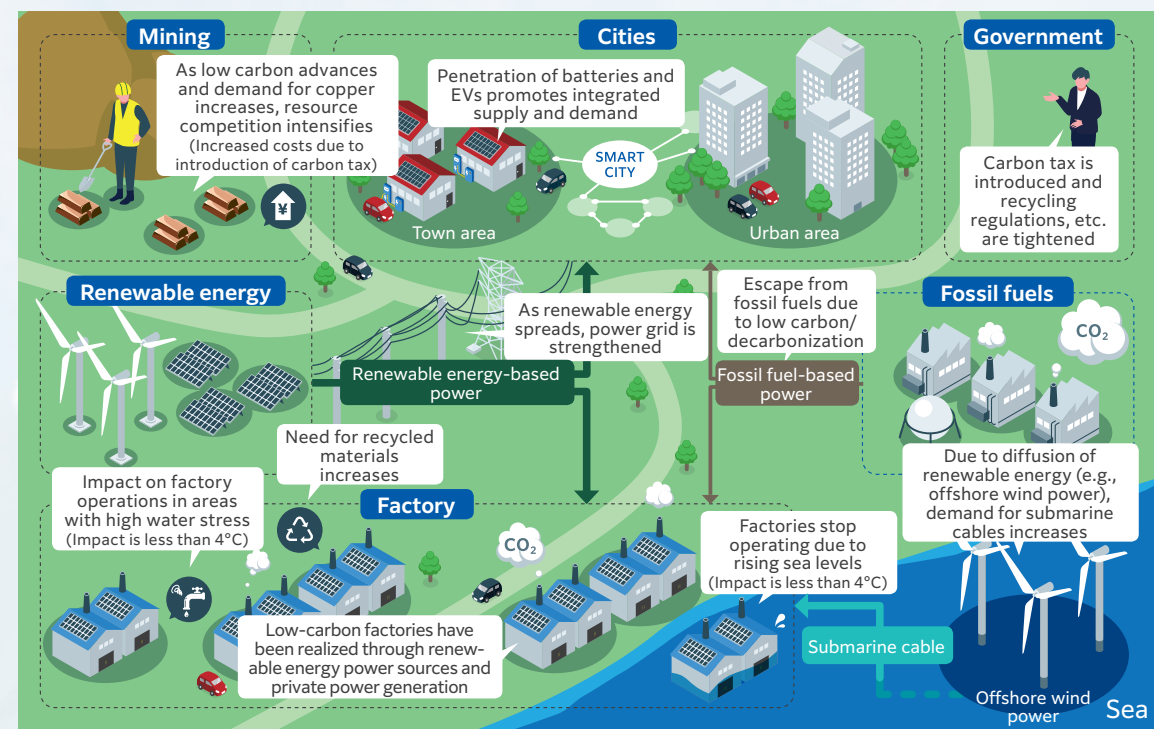 Mining
As low carbon advances
and demand for copper
increases, resource
competition intensifies
(Increased costs due to
introduction of carbon tax)
¥
Cities
Penetration of batteries and
EVs promotes integrated
supply and demand
SMART
CITY
Town area
Urban area
Government
Carbon tax is
introduced and
recycling
regulations, etc.
are tightened
Renewable energy
As renewable energy
spreads, power grid is
strengthened
Renewable energy-based
power
Escape from
fossil fuels due
to low carbon/
decarbonization
Fossil fuel-based
power
Fossil fuels
CO₂
Due to diffusion of
renewable energy (e.g.,
offshore wind power),
demand for submarine
cables increases
Need for recycled
materials
increases
Impact on factory
operations in areas
with high water stress
(Impact is less than 4°C)
Factory
CO₂
Factories stop
operating due to
rising sea levels
(Impact is less than 4°C)
Low-carbon factories have
been realized through renew-
able energy power sources and
private power generation
Submarine cable
Offshore wind
power
Sea